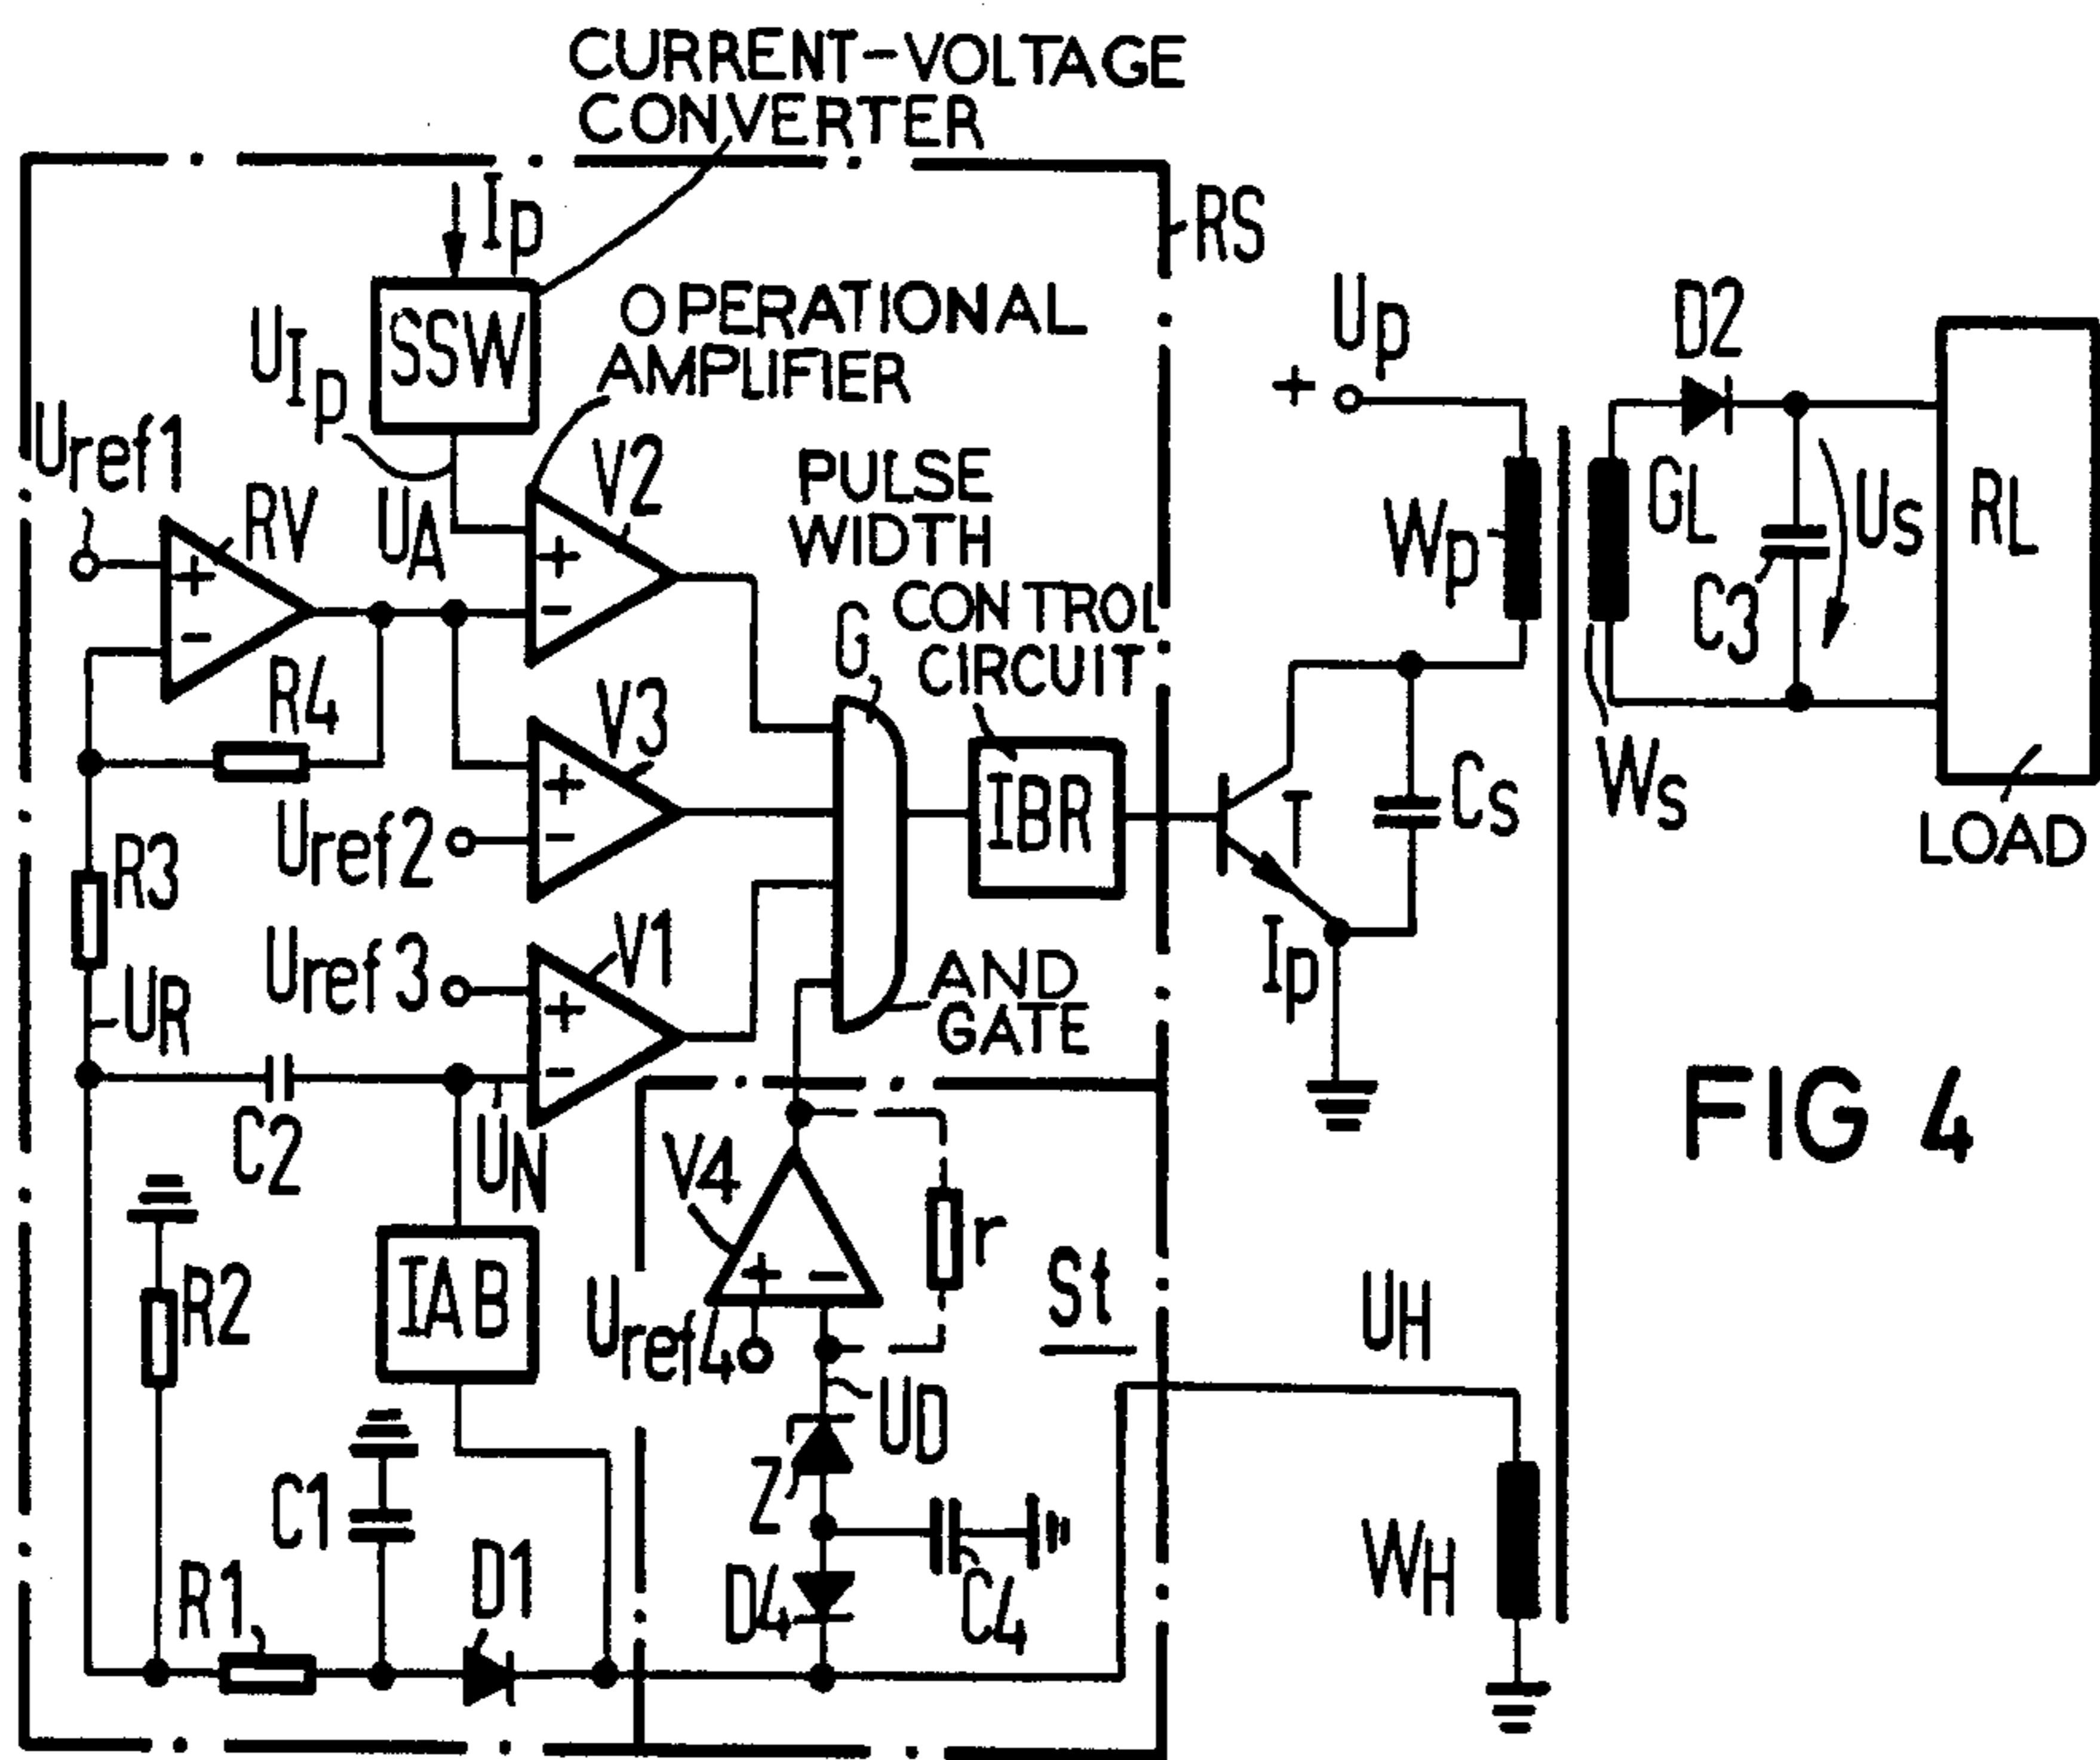 CURRENT-VOLTAGE
CONVERTER
Ip
RS
SSW
UIp
OPERATIONAL
AMPLIFIER
Up
+
D2
Uref1
RV
UA
V2
PULSE
WIDTH
CONTROL
CIRCUIT
Wp
GL
C3
Us
RL
+
-
+
-
R4
V3
G
Uref2
+
-
IBR
T
Cs
Ws
LOAD
R3
Uref3
V1
Ip
AND
GATE
UR
+
-
C2
UN
V4
r
FIG 4
R2
IAB
Uref4
+ -
St
UH
UD
C1
Z
WH
R1
D1
D4
C4